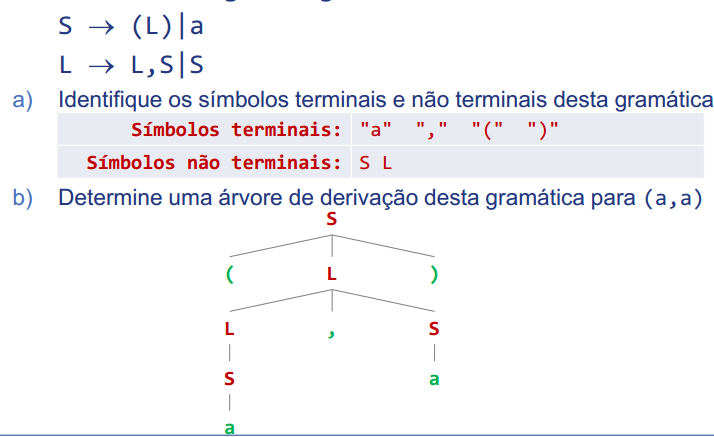 S → (L)|a
L → L,S|S
a) Identifique os símbolos terminais e não terminais desta gramática
Símbolos terminais: "a" "," "(" ")"
Símbolos não terminais: S L
b) Determine uma árvore de derivação desta gramática para (a,a)
S
( L )
L , S
S a
a